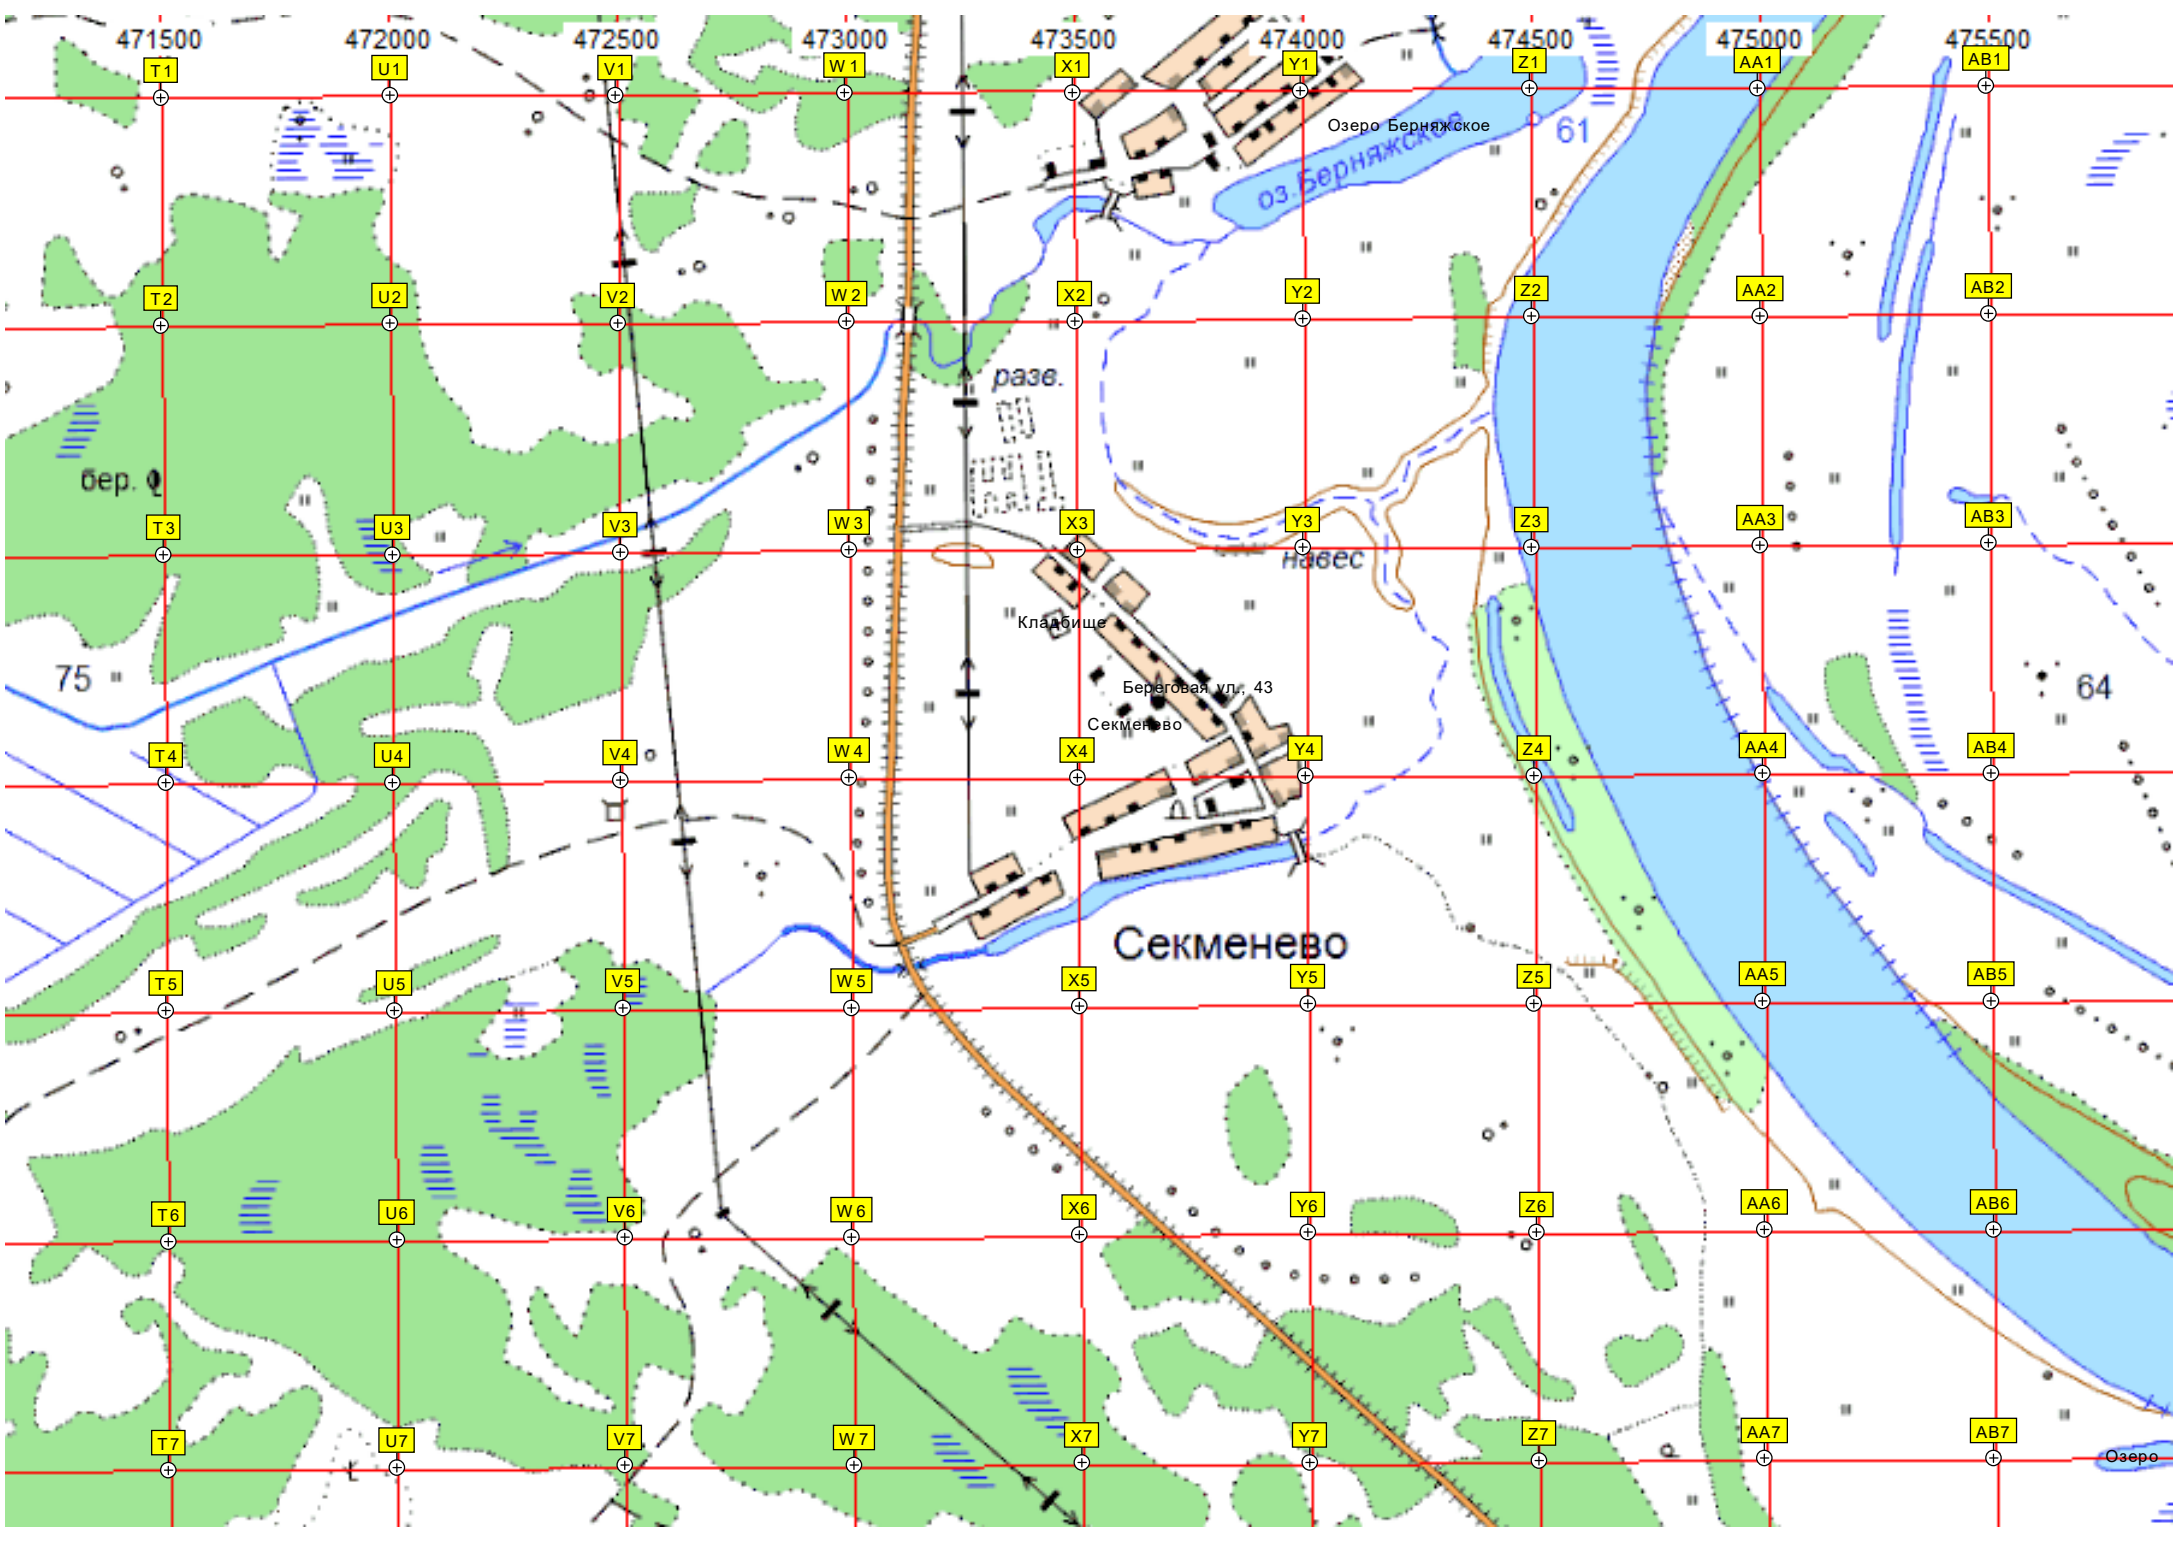 471500 472000 472500 473000 473500 474000 474500 475000 475500
T1 U1 V1 W1 X1 Y1 Z1 AA1 AB1
Озеро Берняжское
61
оз.Берняжское
T2 U2 V2 W2 X2 Y2 Z2 AA2 AB2
разв.
бер.
T3 U3 V3 W3 X3 Y3 Z3 AA3 AB3
навес
Кладбище
75
Береговая ул., 43
64
Секменево
T4 U4 V4 W4 X4 Y4 Z4 AA4 AB4
Секменево
T5 U5 V5 W5 X5 Y5 Z5 AA5 AB5
T6 U6 V6 W6 X6 Y6 Z6 AA6 AB6
T7 U7 V7 W7 X7 Y7 Z7 AA7 AB7
Озеро